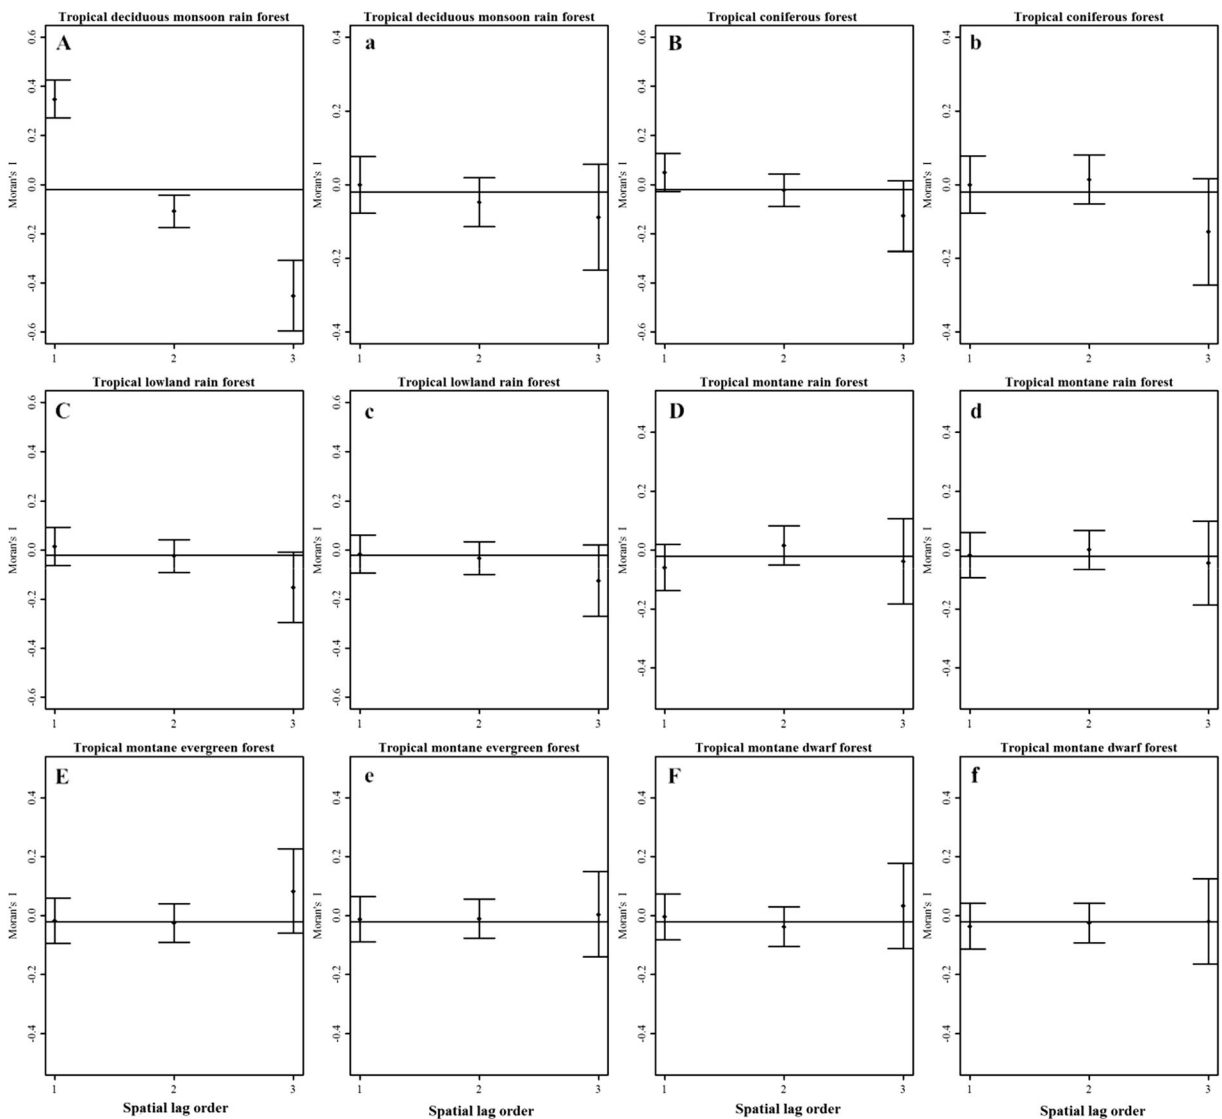 Tropical deciduous monsoon rain forest
A
Moran's I
0.6
0.4
0.2
0.0
-0.2
-0.4
-0.6
1 2 3
Tropical deciduous monsoon rain forest
a
Moran's I
0.4
0.2
0.0
-0.2
-0.4
1 2 3
Tropical coniferous forest
B
Moran's I
0.6
0.4
0.2
0.0
-0.2
-0.4
-0.6
1 2 3
Tropical coniferous forest
b
Moran's I
0.4
0.2
0.0
-0.2
-0.4
1 2 3
Tropical lowland rain forest
C
Moran's I
0.6
0.4
0.2
0.0
-0.2
-0.4
-0.6
1 2 3
Tropical lowland rain forest
c
Moran's I
0.6
0.4
0.2
0.0
-0.2
-0.4
-0.6
1 2 3
Tropical montane rain forest
D
Moran's I
0.4
0.2
0.0
-0.2
-0.4
1 2 3
Tropical montane rain forest
d
Moran's I
0.4
0.2
0.0
-0.2
-0.4
1 2 3
Tropical montane evergreen forest
E
Moran's I
0.4
0.2
0.0
-0.2
-0.4
1 2 3
Spatial lag order
Tropical montane evergreen forest
e
Moran's I
0.4
0.2
0.0
-0.2
-0.4
1 2 3
Spatial lag order
Tropical montane dwarf forest
F
Moran's I
0.4
0.2
0.0
-0.2
-0.4
1 2 3
Spatial lag order
Tropical montane dwarf forest
f
Moran's I
0.4
0.2
0.0
-0.2
-0.4
1 2 3
Spatial lag order